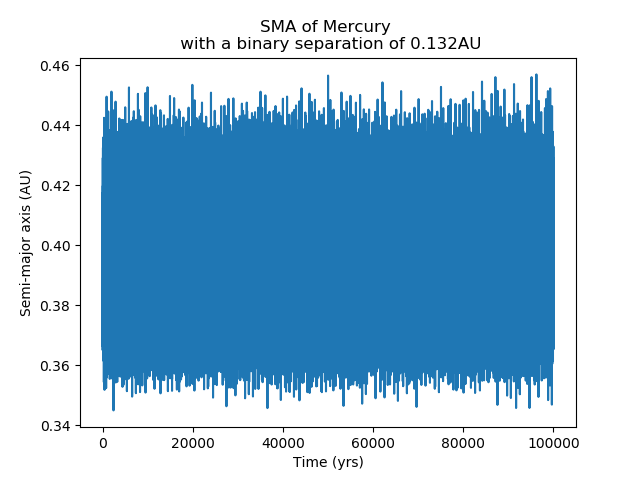 SMA of Mercury
with a binary separation of 0.132AU
0.46
0.44
0.42
0.40
0.38
0.36
0.34
Semi-major axis (AU)
0 20000 40000 60000 80000 100000
Time (yrs)